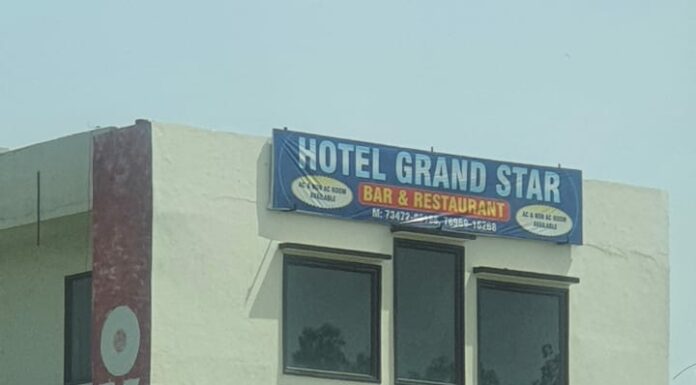 HOTEL GRAND STAR
BAR & RESTAURANT
AC & NON AC ROOM
AVAILABLE
AC & NON AC ROOM
AVAILABLE
M: